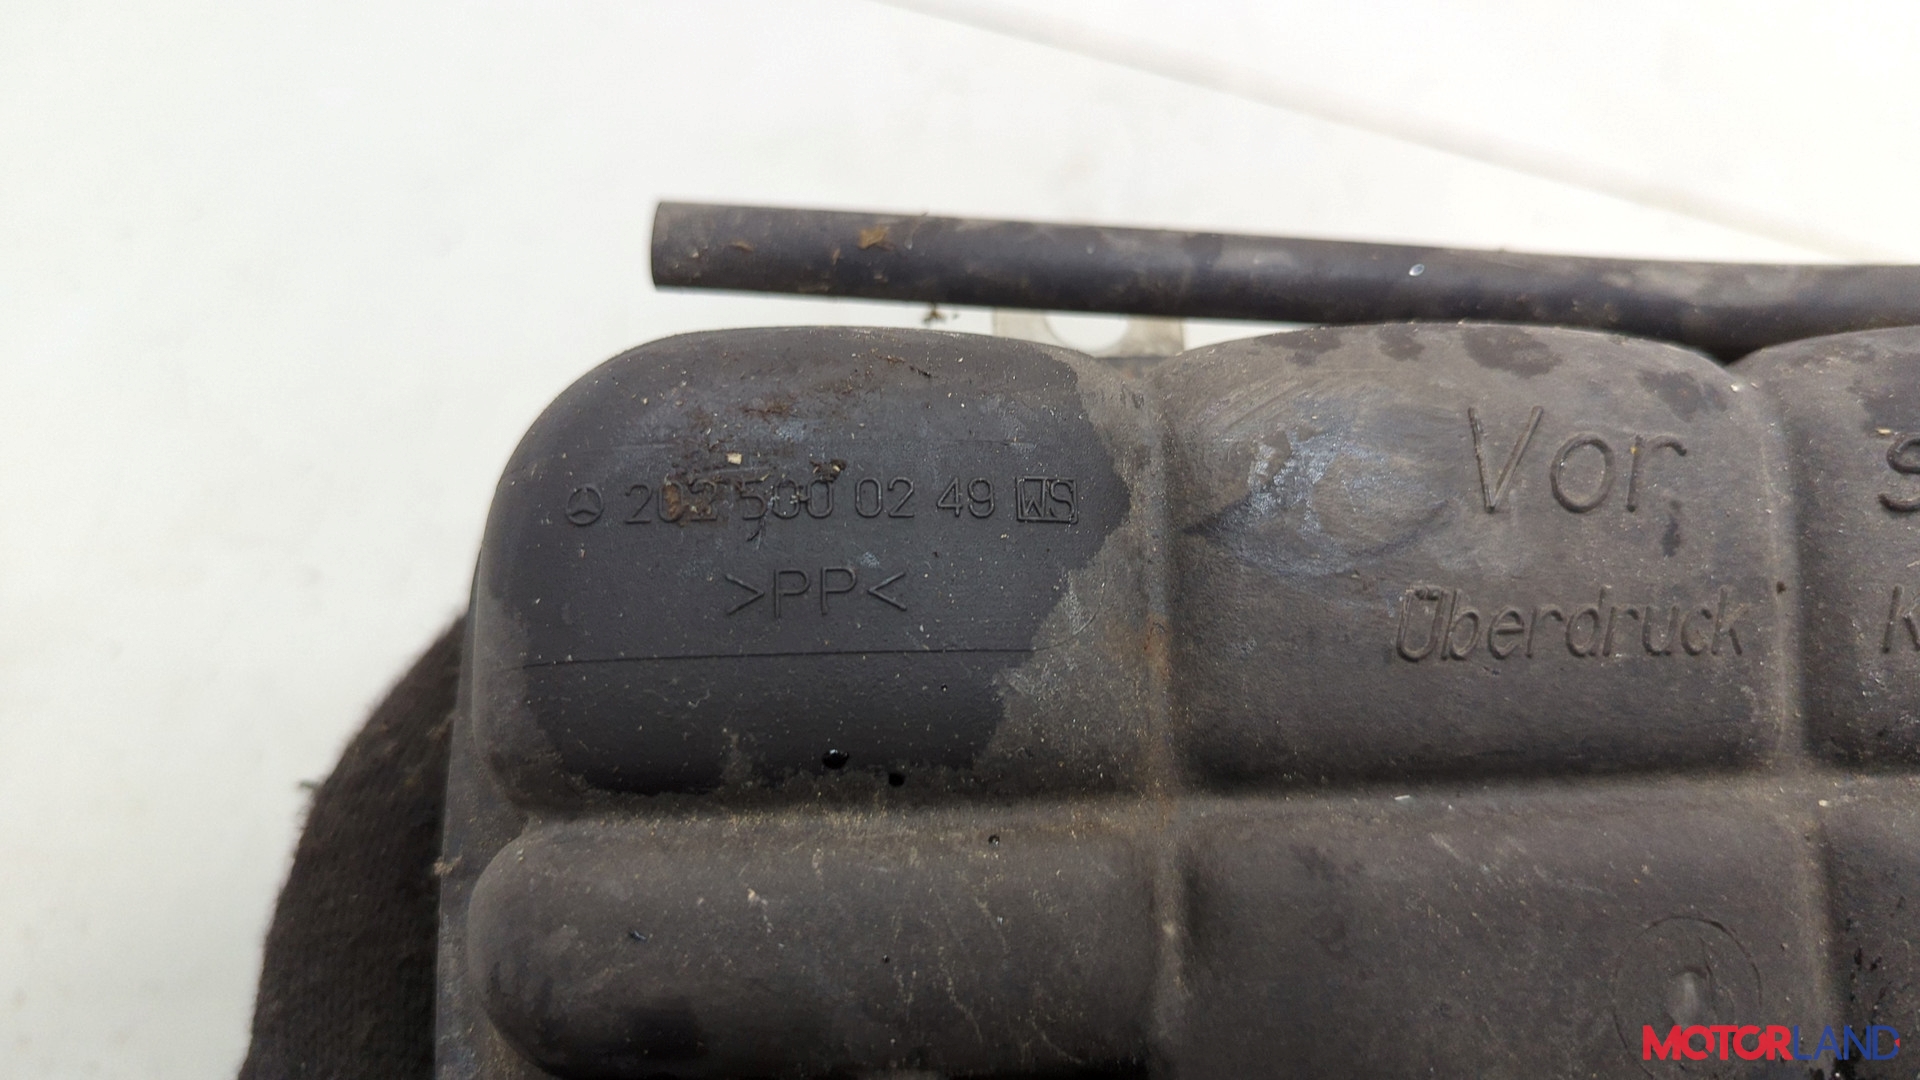 202 500 02 49 WS
>PP<
Vor
Überdruck
MOTORLAND